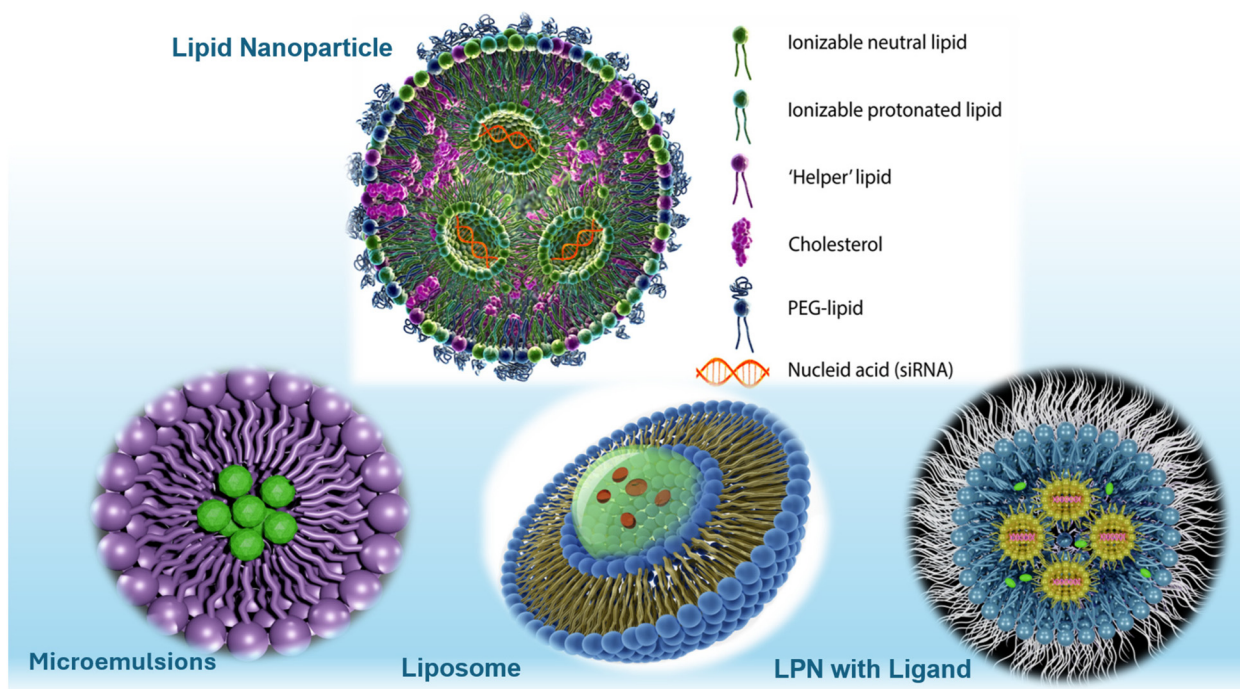 Lipid Nanoparticle
Ionizable neutral lipid
Ionizable protonated lipid
‘Helper’ lipid
Cholesterol
PEG-lipid
Nucleid acid (siRNA)
Microemulsions
Liposome
LPN with Ligand